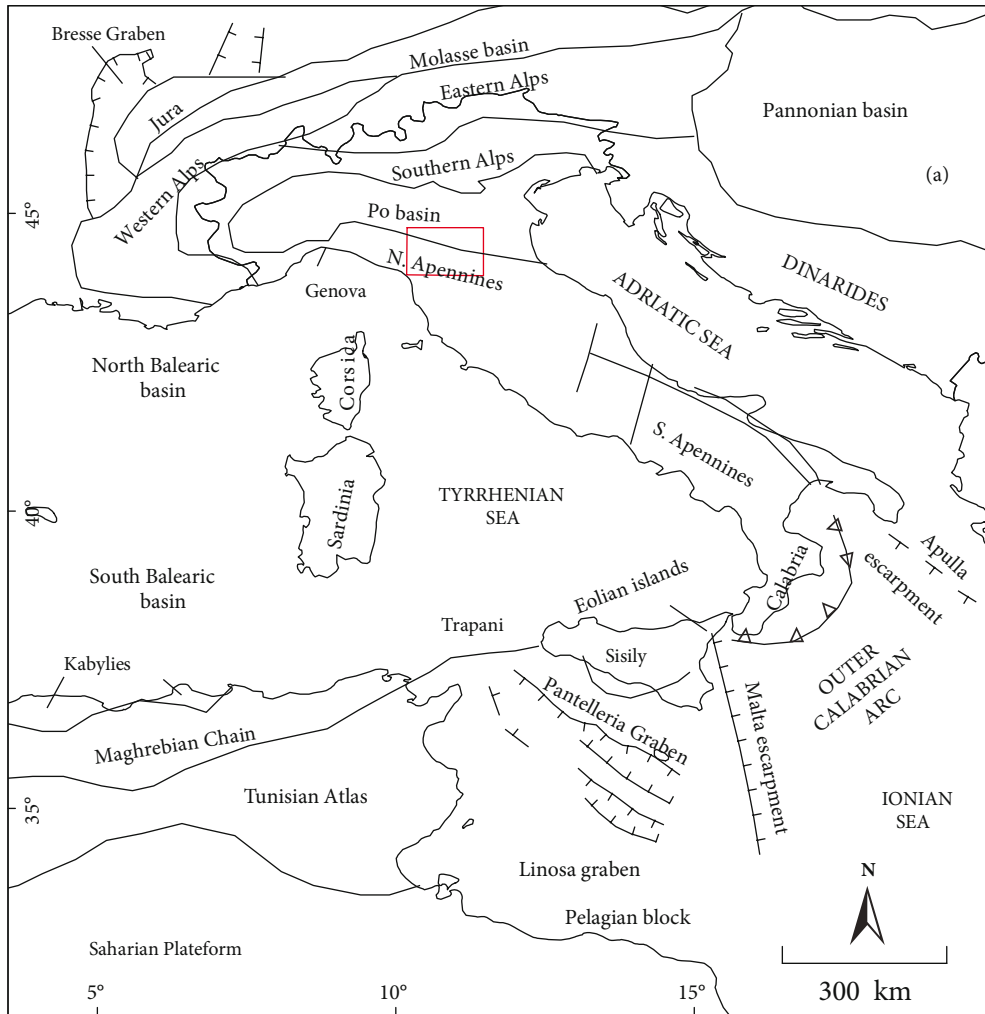 Bresse Graben
Molasse basin
Jura
Eastern Alps
Pannonian basin
Southern Alps
(a)
Western Alps
45°
Po basin
N. Apennines
DINARIDES
Genova
ADRIATIC SEA
North Balearic
basin
Corsida
S. Apennines
40°
Sardinia
TYRRHENIAN
SEA
Apulla
escarpment
South Balearic
basin
Eolian islands
Calabria
Trapani
Sisily
Kabylies
OUTER
CALABRIAN
ARC
Pantelleria Graben
Maghrebian Chain
Malta escarpment
35°
Tunisian Atlas
IONIAN
SEA
Linosa graben
N
Pelagian block
Saharian Plateform
300 km
5°
10°
15°